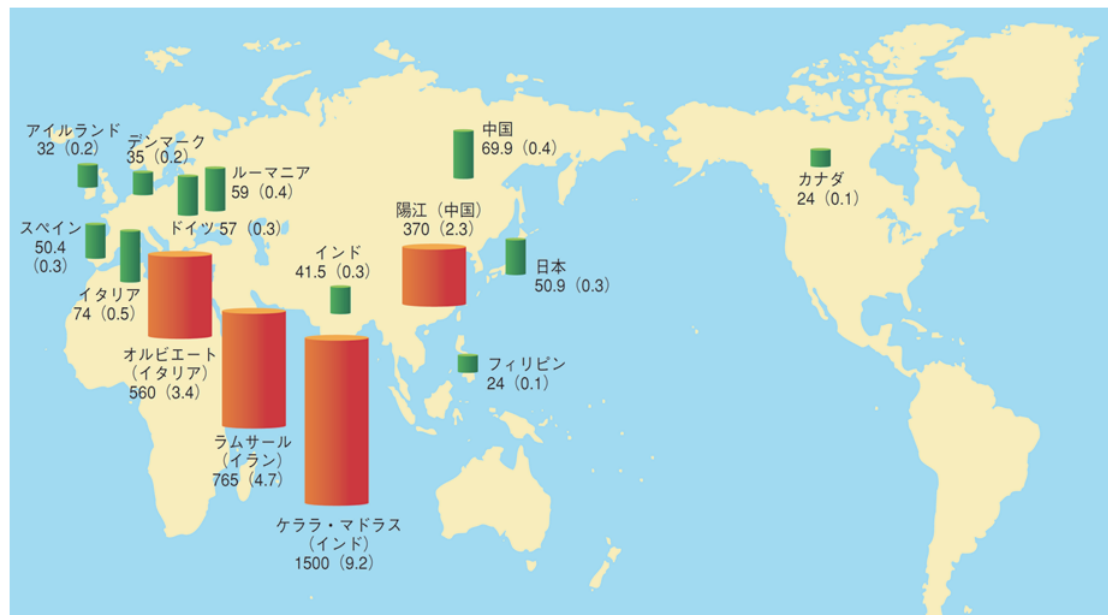 アイルランド
32（0.2）
デンマーク
35（0.2）
ルーマニア
59（0.4）
中国
69.9（0.4）
カナダ
24（0.1）
スペイン
50.4
（0.3）
ドイツ 57（0.3）
陽江（中国）
370（2.3）
インド
41.5（0.3）
日本
50.9（0.3）
イタリア
74（0.5）
オルビエート
（イタリア）
560（3.4）
フィリピン
24（0.1）
ラムサール
（イラン）
765（4.7）
ケララ・マドラス
（インド）
1500（9.2）